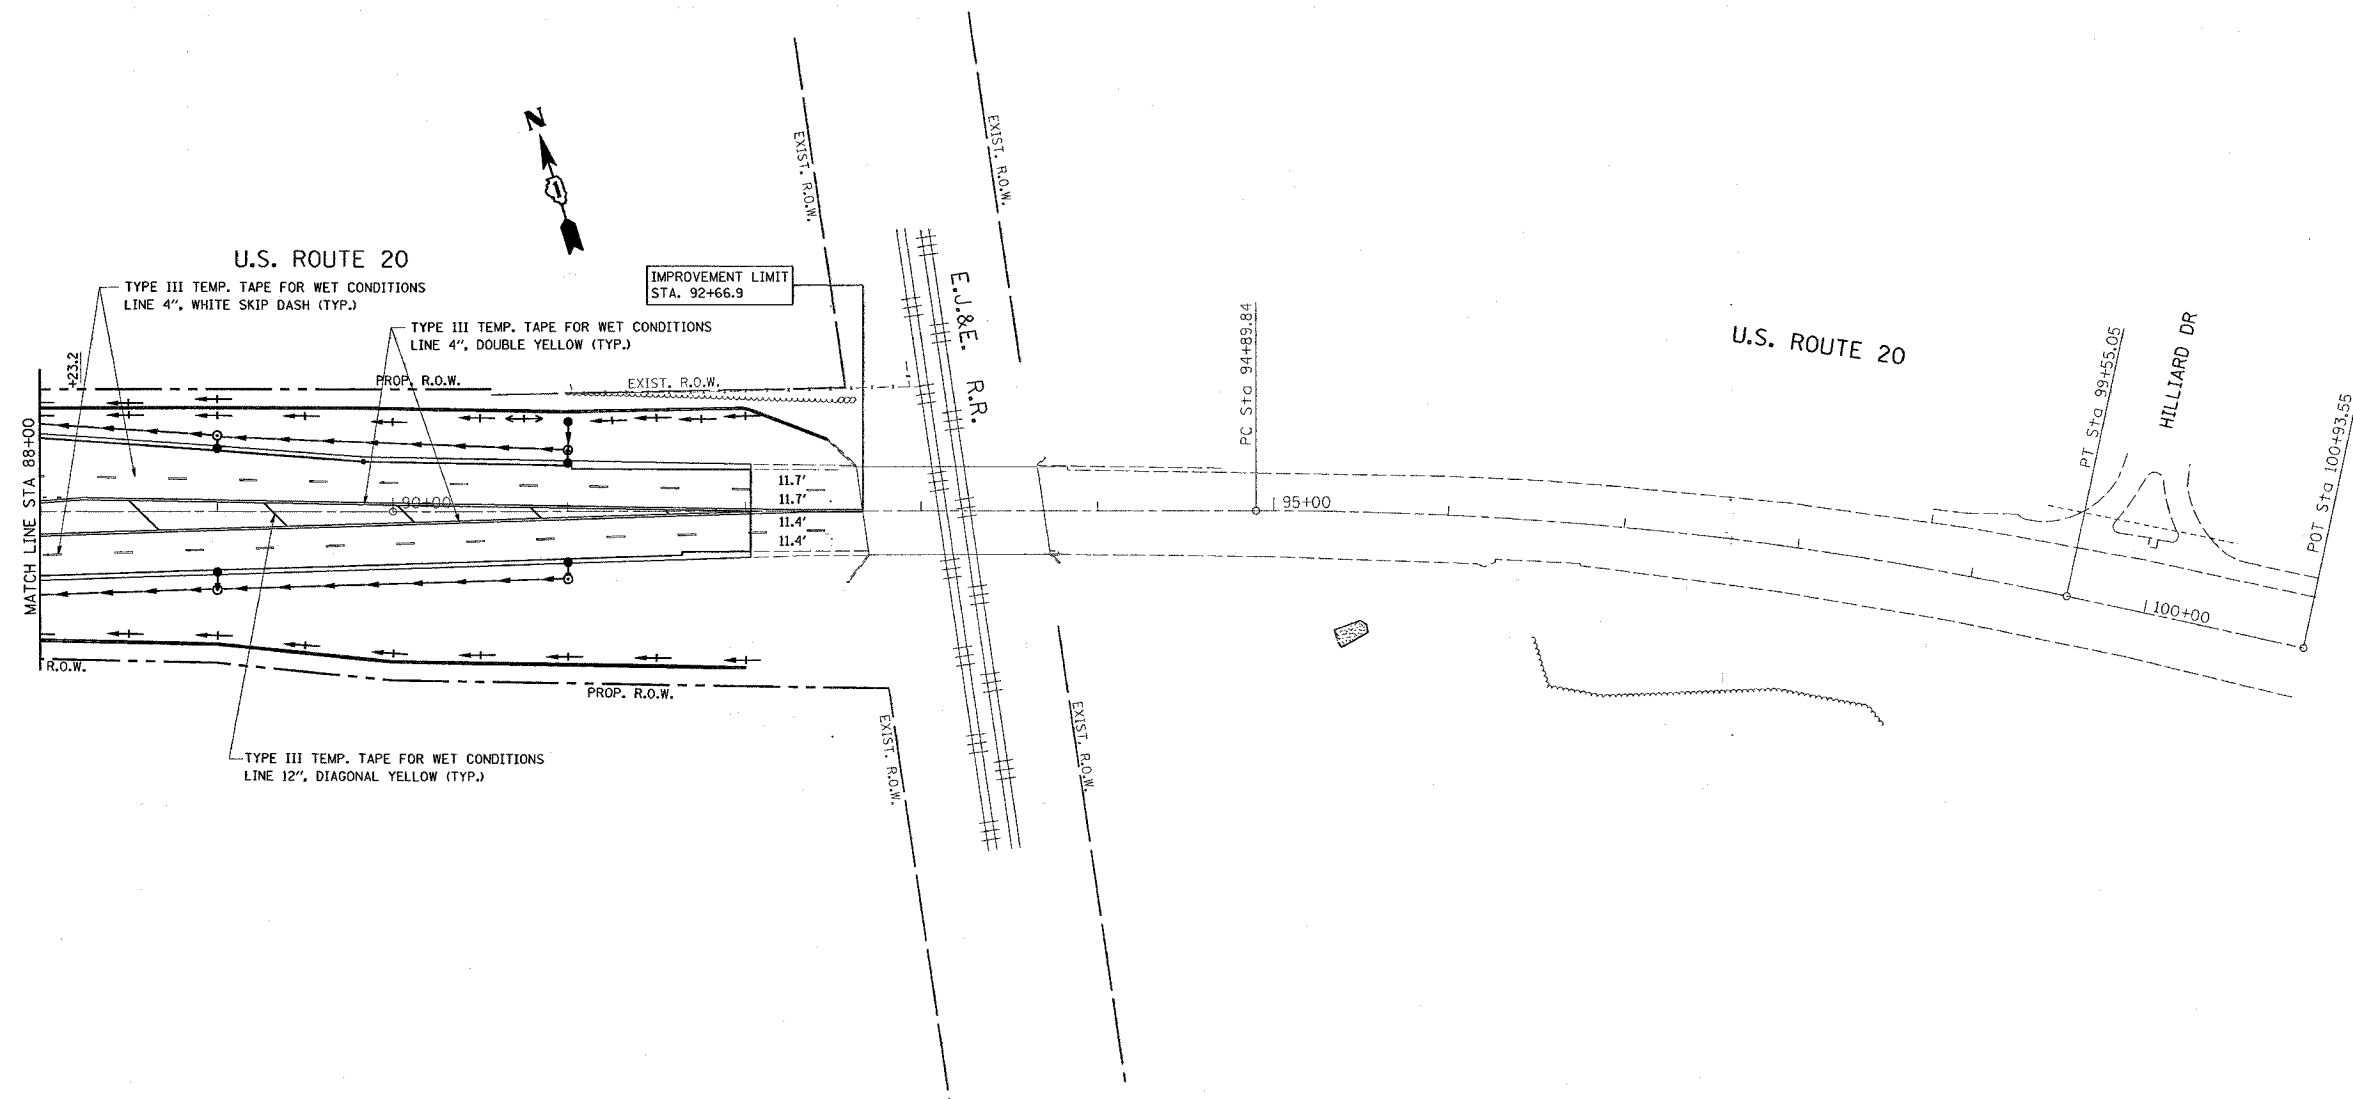 N
U.S. ROUTE 20
TYPE III TEMP. TAPE FOR WET CONDITIONS
LINE 4", WHITE SKIP DASH (TYP.)
TYPE III TEMP. TAPE FOR WET CONDITIONS
LINE 4", DOUBLE YELLOW (TYP.)
IMPROVEMENT LIMIT
STA. 92+66.9
EXIST. R.O.W.
EXIST. R.O.W.
E.J.&E. R.R.
+23.2
PROP. R.O.W.
EXIST. R.O.W.
MATCH LINE STA 88+00
90+00
11.7'
11.7'
11.4'
11.4'
PC Sta 94+89.84
95+00
U.S. ROUTE 20
PT Sta 99+55.05
HILLIARD DR
POT Sta 100+93.55
100+00
R.O.W.
PROP. R.O.W.
EXIST. R.O.W.
EXIST. R.O.W.
TYPE III TEMP. TAPE FOR WET CONDITIONS
LINE 12", DIAGONAL YELLOW (TYP.)